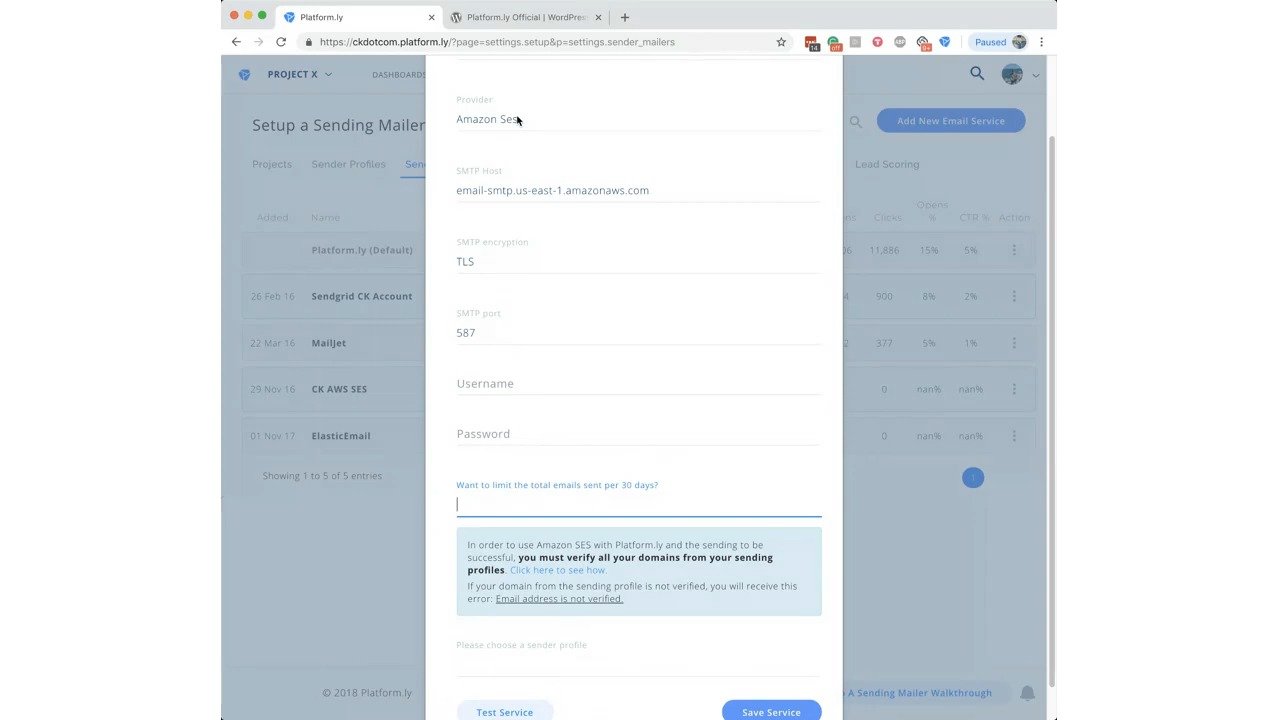 Platform.ly
Platform.ly Official | WordPres
https://ckdotcom.platform.ly/?page=settings.setup&p=settings.sender_mailers
14
off
ABP
9+
Paused
PROJECT X
DASHBOARDS
Setup a Sending Mailer
Add New Email Service
Projects
Sender Profiles
Sen
Lead Scoring
Added
Name
Clicks
Opens
%
CTR %
Action
Platform.ly (Default)
06
11,886
15%
5%
26 Feb 16
Sendgrid CK Account
4
900
8%
2%
22 Mar 16
MailJet
2
377
5%
1%
29 Nov 16
CK AWS SES
0
nan%
nan%
01 Nov 17
ElasticEmail
0
nan%
nan%
Showing 1 to 5 of 5 entries
1
Provider
Amazon Ses
SMTP Host
email-smtp.us-east-1.amazonaws.com
SMTP encryption
TLS
SMTP port
587
Username
Password
Want to limit the total emails sent per 30 days?
In order to use Amazon SES with Platform.ly and the sending to be
successful, you must verify all your domains from your sending
profiles. Click here to see how.
If your domain from the sending profile is not verified, you will receive this
error: Email address is not verified.
Please choose a sender profile
Test Service
Save Service
© 2018 Platform.ly
A Sending Mailer Walkthrough